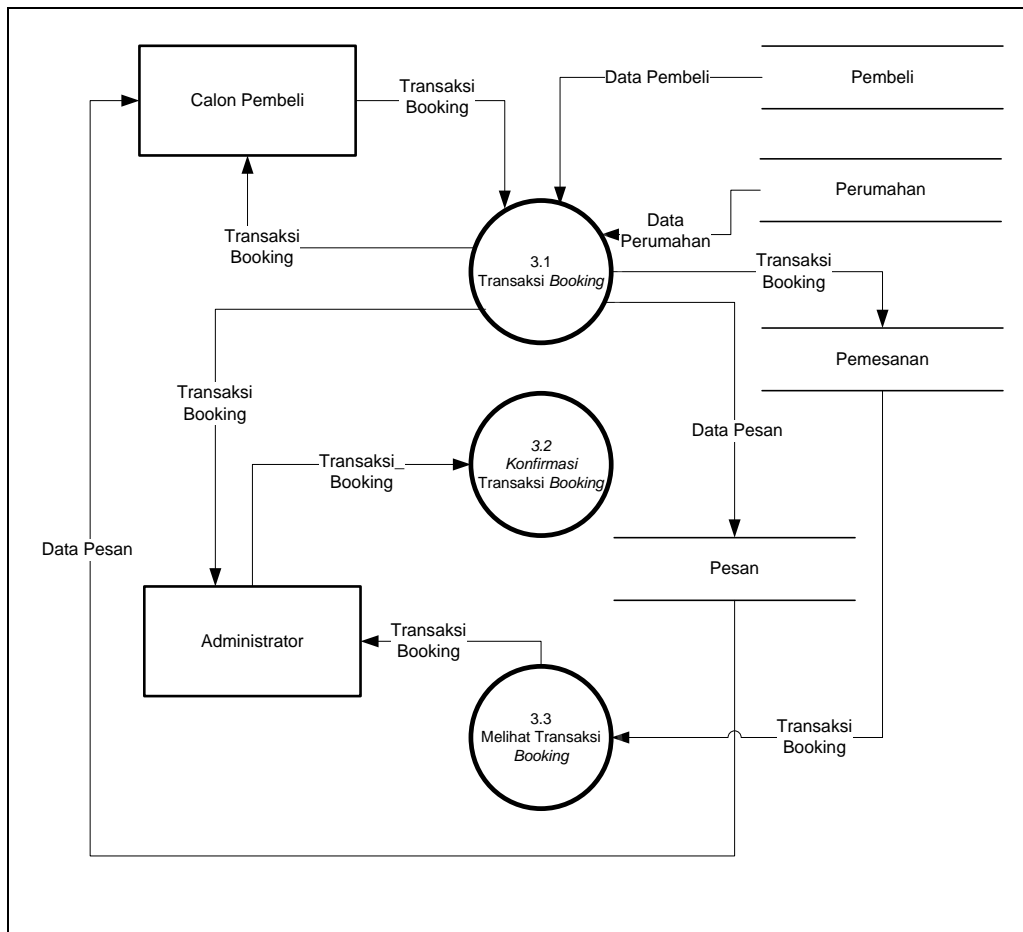 Calon Pembeli
Transaksi
Booking
Data Pembeli
Pembeli
Perumahan
Data
Perumahan
Transaksi
Booking
3.1
Transaksi Booking
Transaksi
Booking
Pemesanan
Transaksi
Booking
Data Pesan
3.2
Konfirmasi
Transaksi Booking
Transaksi_
Booking
Data Pesan
Pesan
Administrator
Transaksi
Booking
3.3
Melihat Transaksi
Booking
Transaksi
Booking